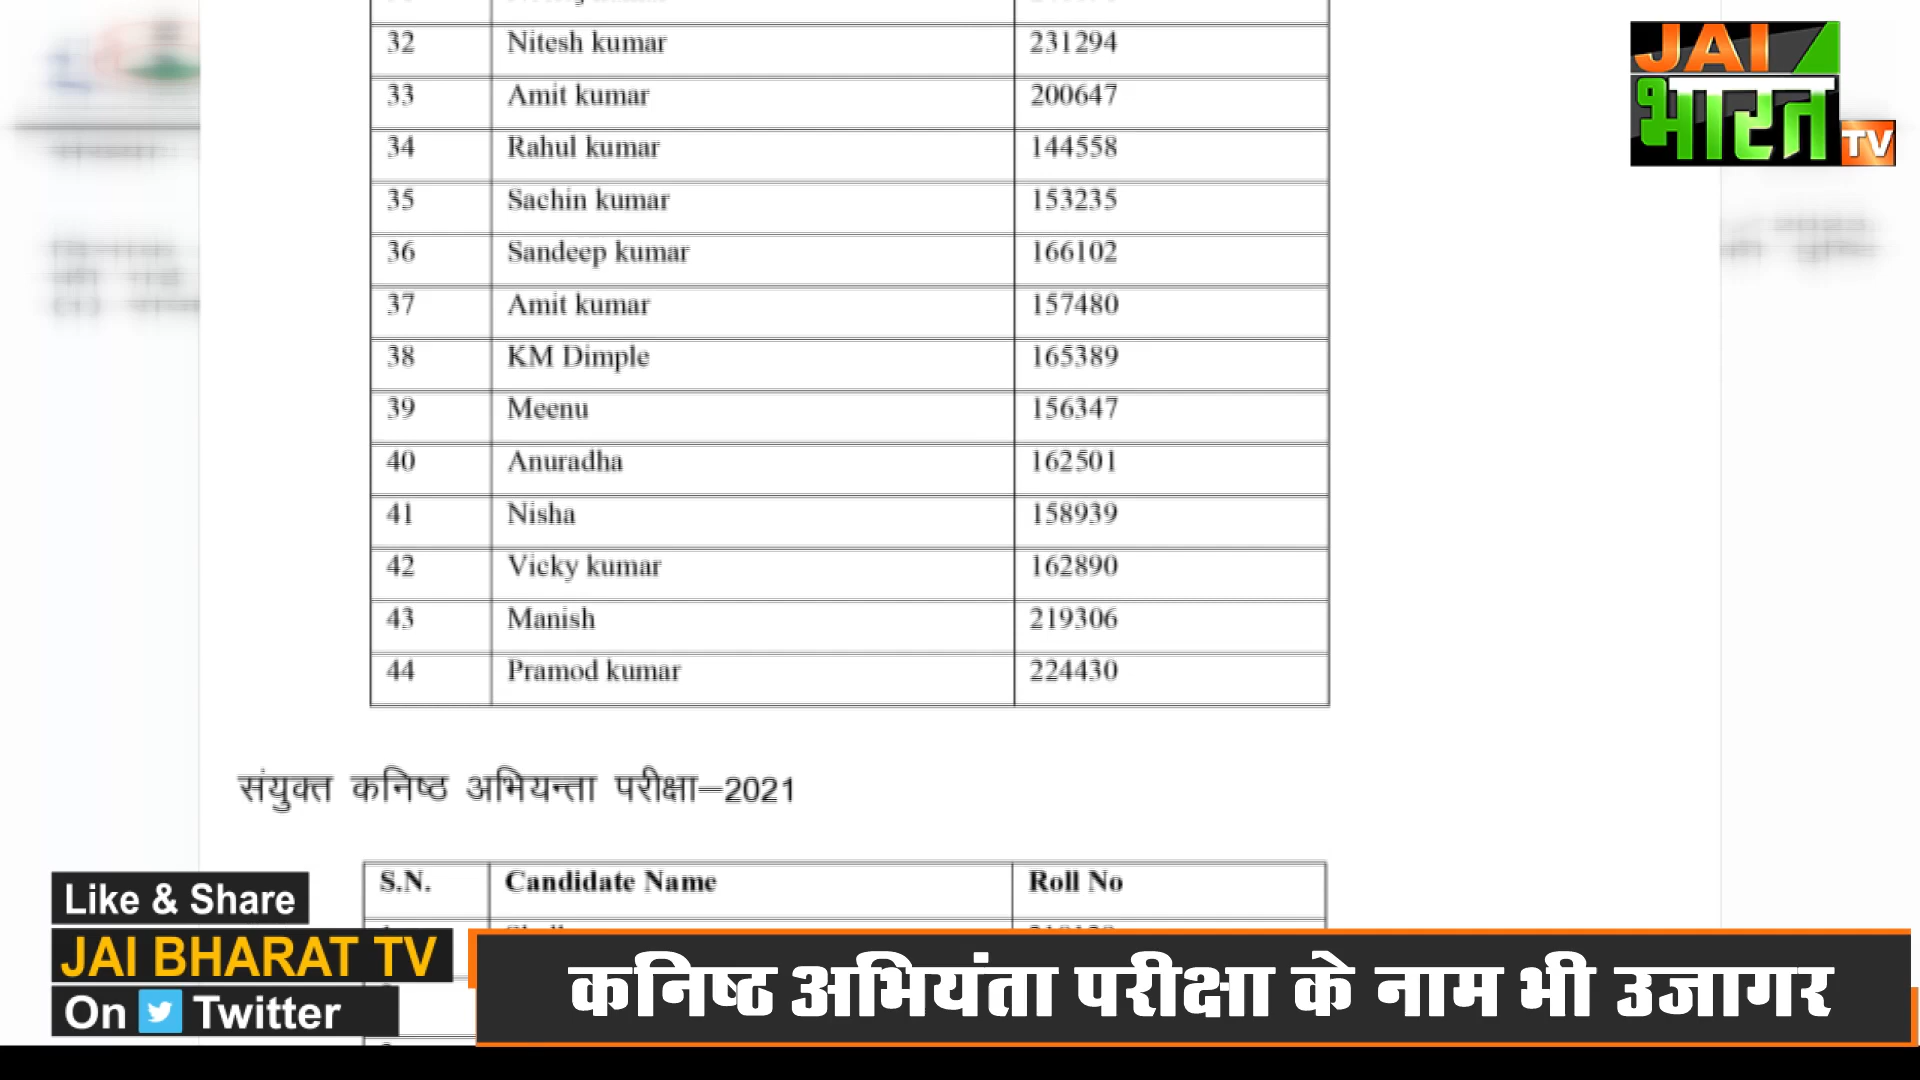 JAI
भारत
TV
32 Nitesh kumar 231294
33 Amit kumar 200647
34 Rahul kumar 144558
35 Sachin kumar 153235
36 Sandeep kumar 166102
37 Amit kumar 157480
38 KM Dimple 165389
39 Meenu 156347
40 Anuradha 162501
41 Nisha 158939
42 Vicky kumar 162890
43 Manish 219306
44 Pramod kumar 224430
संयुक्त कनिष्ठ अभियन्ता परीक्षा–2021
S.N. Candidate Name Roll No
Like & Share
JAI BHARAT TV
On Twitter
कनिष्ठ अभियंता परीक्षा के नाम भी उजागर